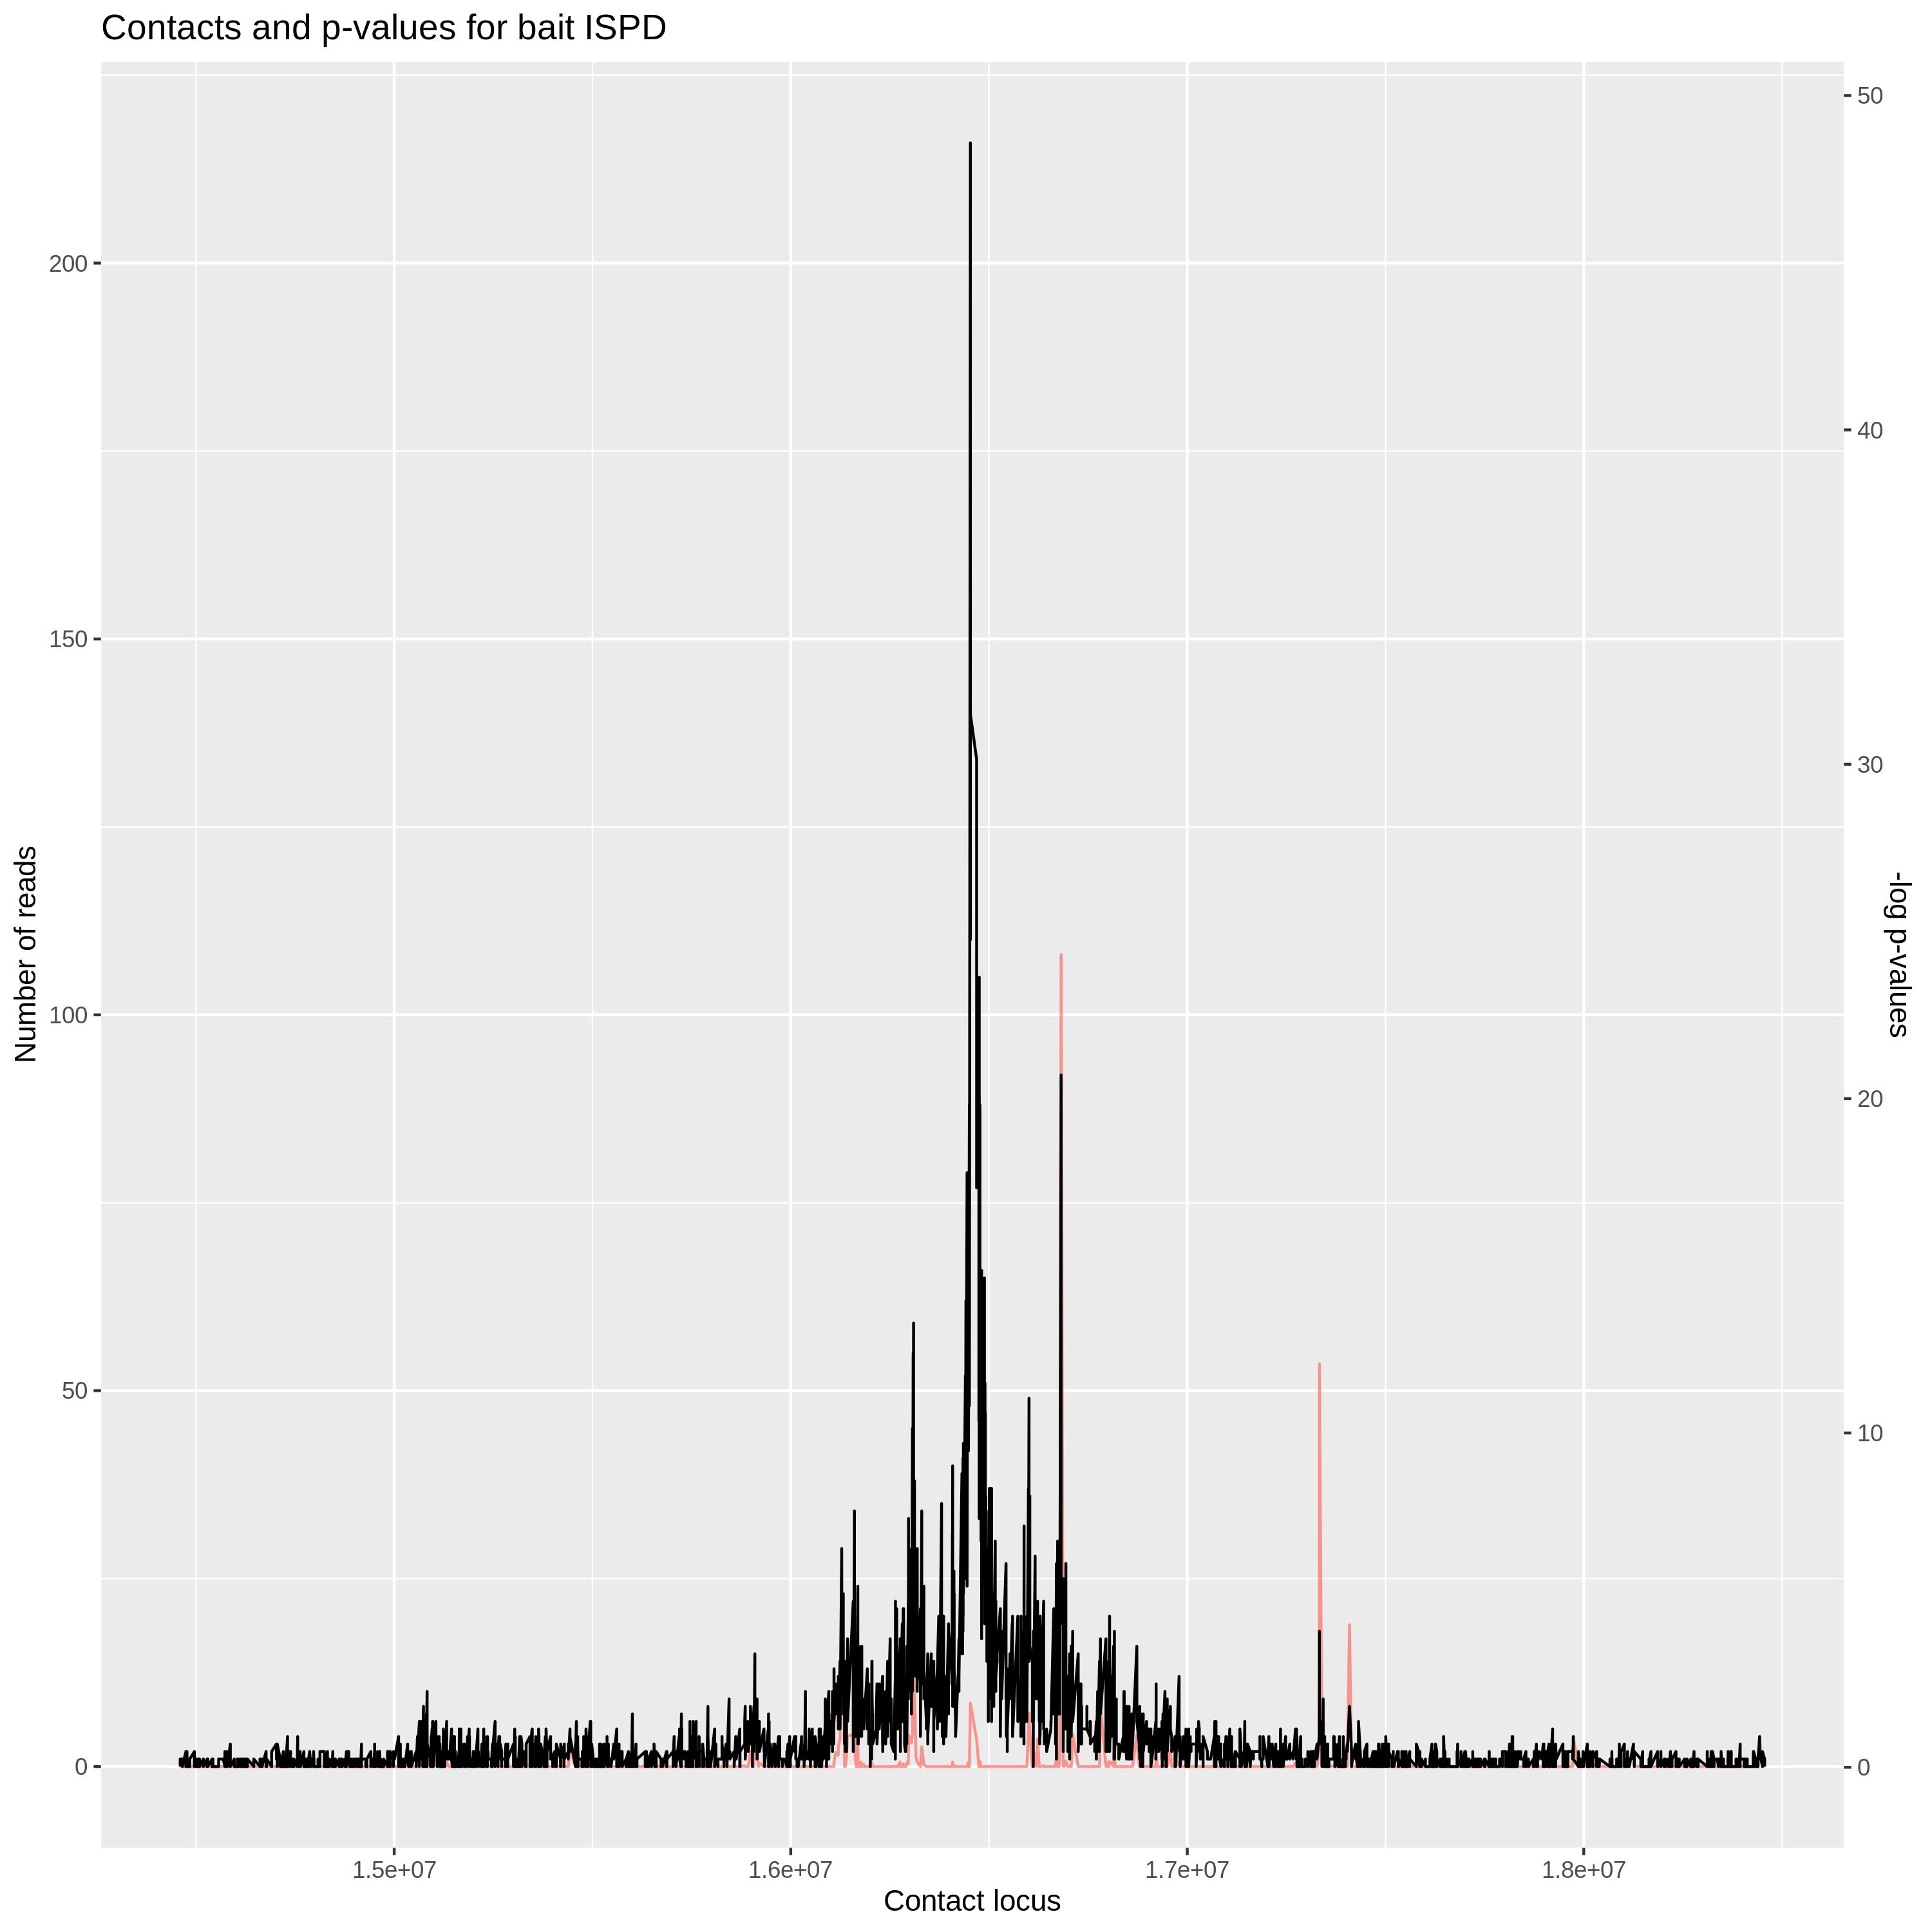 Contacts and p-values for bait ISPD
Number of reads
200
150
100
50
0
50
40
30
20
10
0
-log p-values
1.5e+07
1.6e+07
1.7e+07
1.8e+07
Contact locus